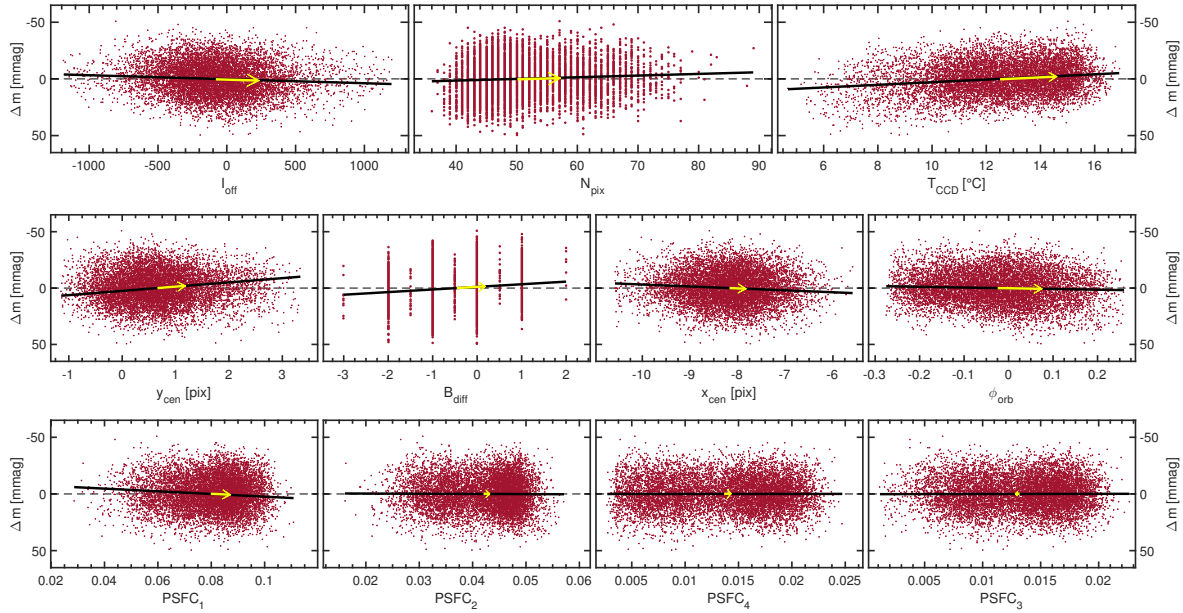 -50
0
50
Δ m [mmag]
-1000 -500 0 500 1000
I_off
40 50 60 70 80 90
N_pix
6 8 10 12 14 16
T_CCD [°C]
-50
0
50
Δ m [mmag]
-50
0
50
Δ m [mmag]
-1 0 1 2 3
y_cen [pix]
-3 -2 -1 0 1 2
B_diff
-10 -9 -8 -7 -6
x_cen [pix]
-0.3 -0.2 -0.1 0 0.1 0.2
ϕ_orb
-50
0
50
Δ m [mmag]
-50
0
50
Δ m [mmag]
0.02 0.04 0.06 0.08 0.1
PSFC_1
0.02 0.03 0.04 0.05 0.06
PSFC_2
0.005 0.01 0.015 0.02 0.025
PSFC_4
0.005 0.01 0.015 0.02
PSFC_3
-50
0
50
Δ m [mmag]